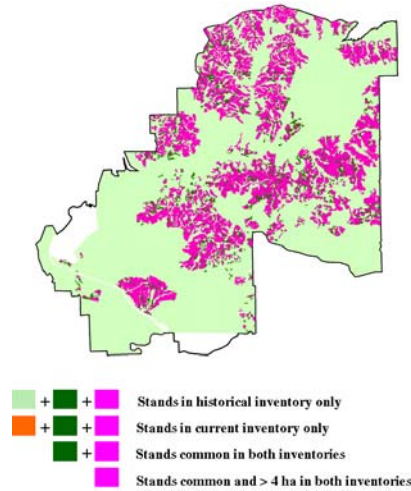 + + Stands in historical inventory only
+ + Stands in current inventory only
+ Stands common in both inventories
Stands common and > 4 ha in both inventories